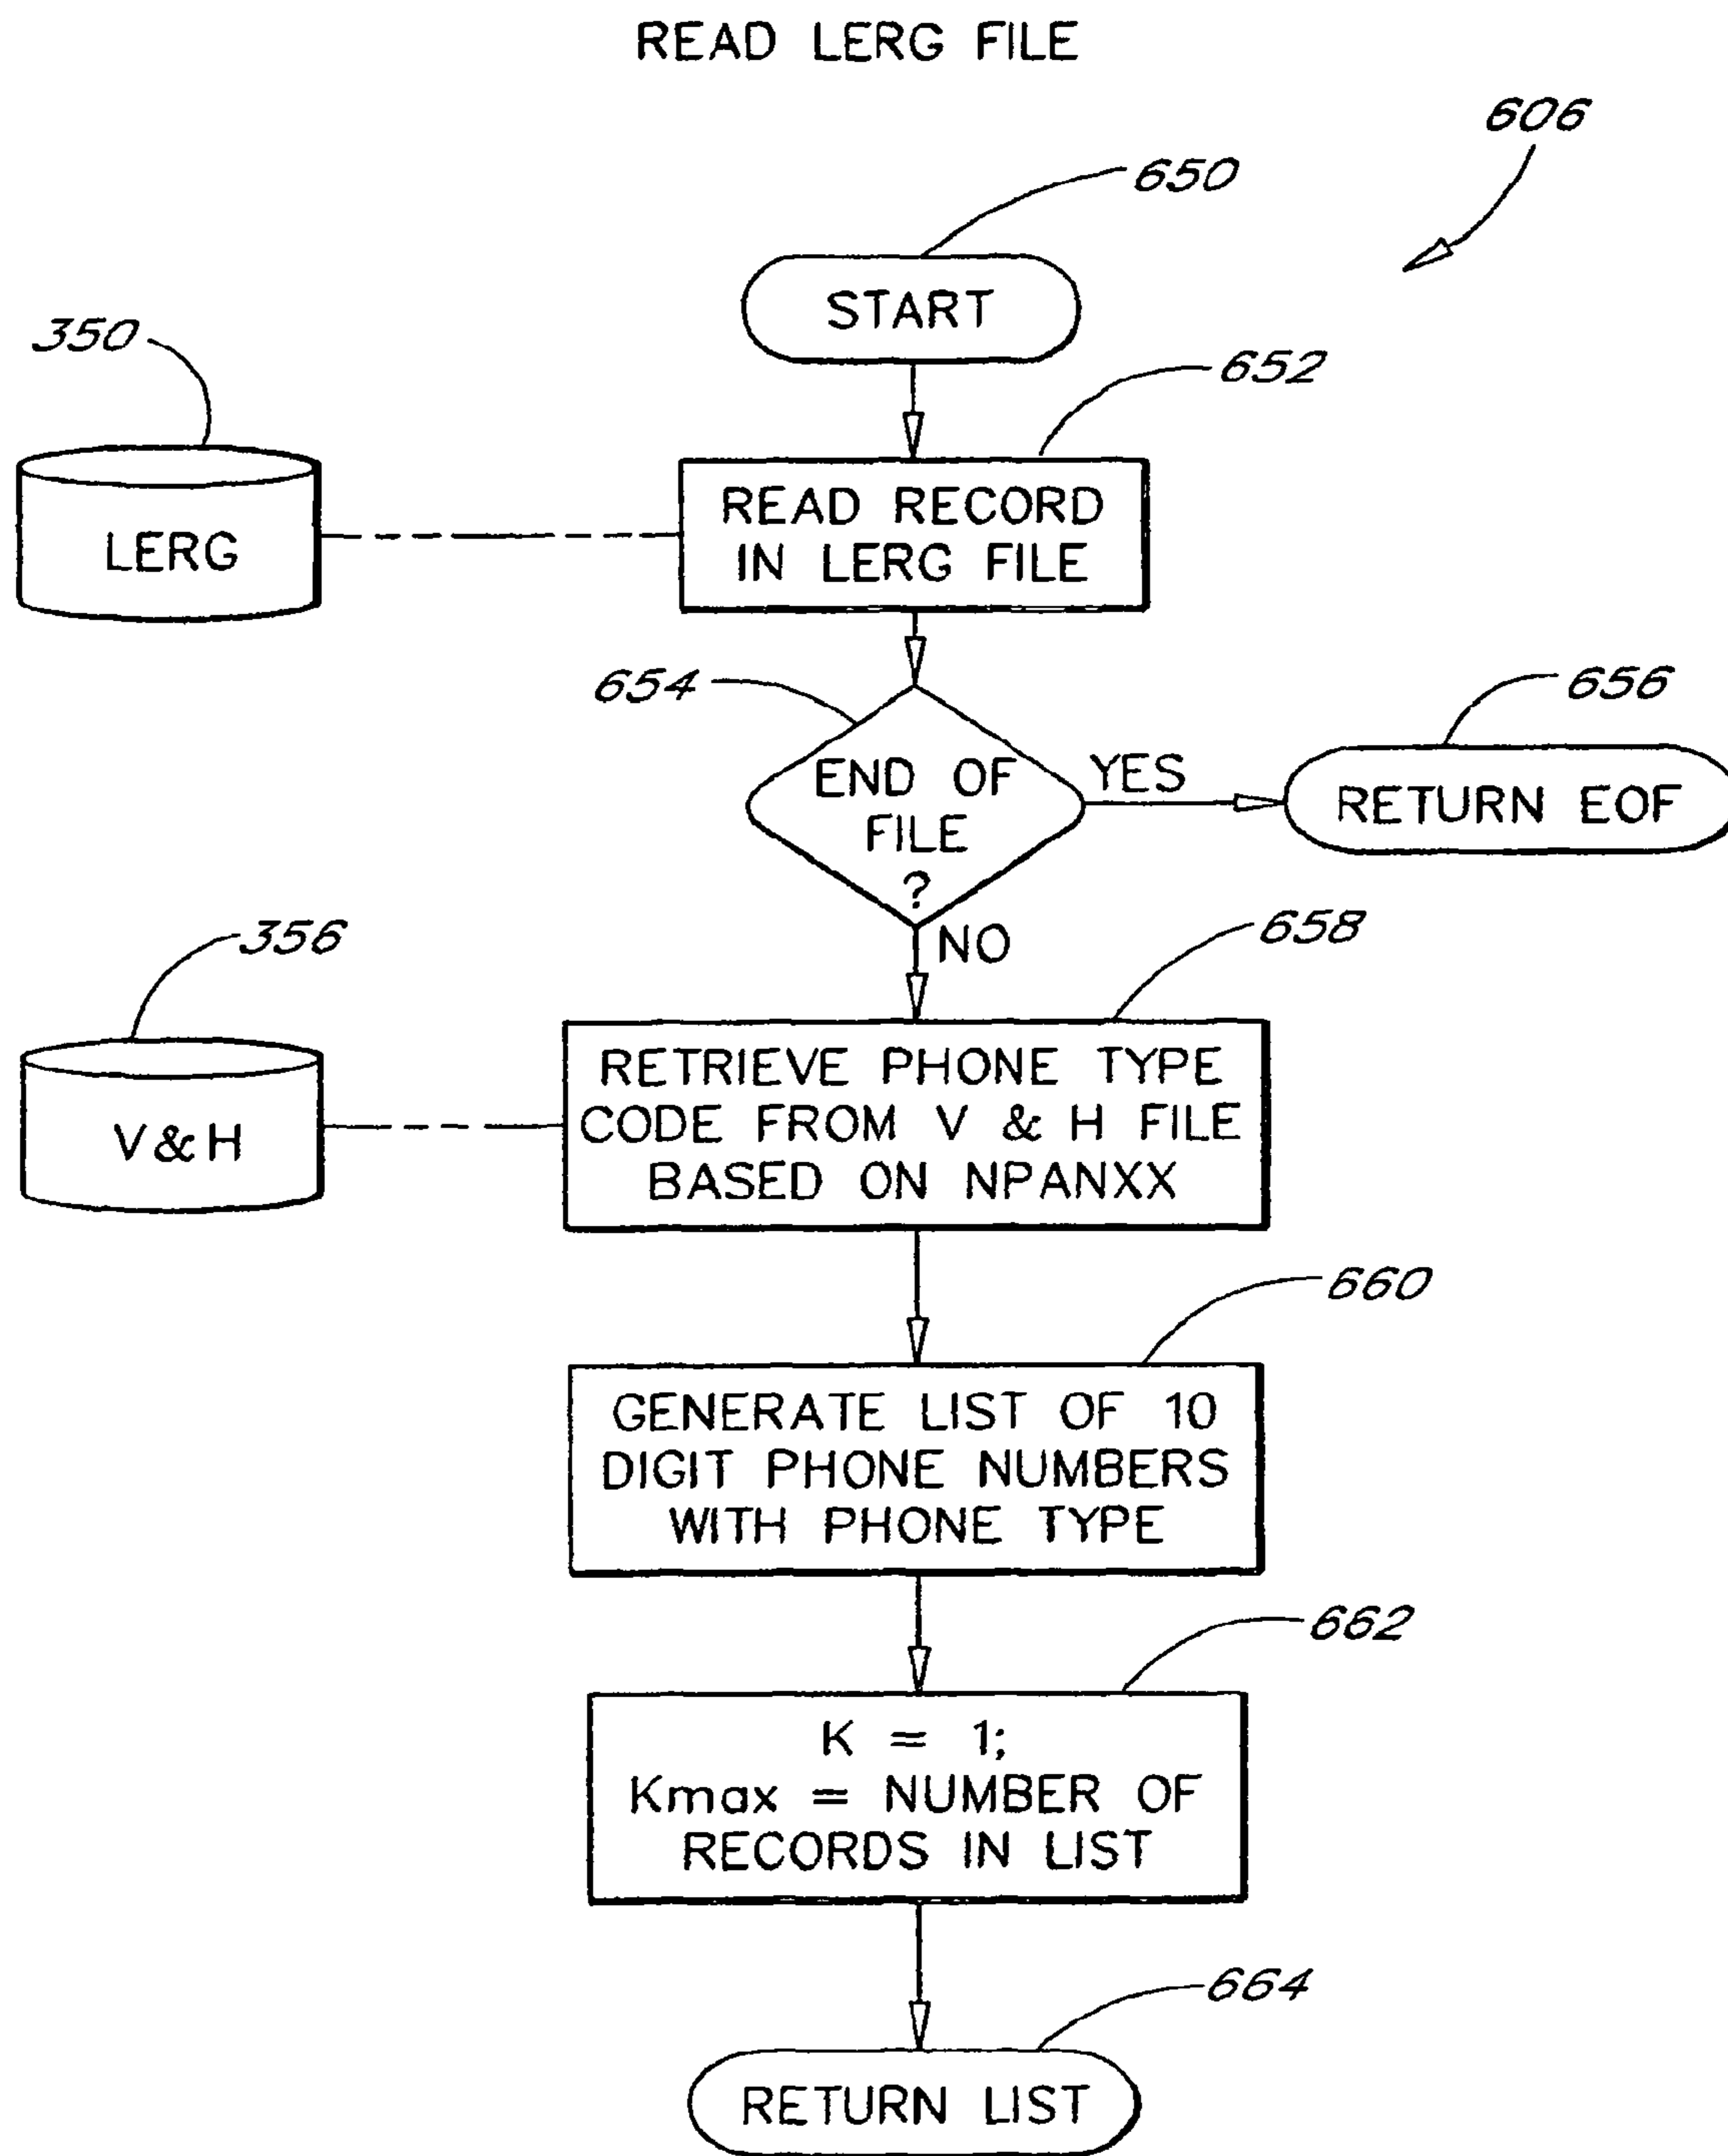 READ LERG FILE
606
650
START
350
652
LERG
READ RECORD
IN LERG FILE
654
656
END OF
FILE
?
YES
RETURN EOF
NO
356
658
V&H
RETRIEVE PHONE TYPE
CODE FROM V & H FILE
BASED ON NPANXX
660
GENERATE LIST OF 10
DIGIT PHONE NUMBERS
WITH PHONE TYPE
662
K = 1;
Kmax = NUMBER OF
RECORDS IN LIST
664
RETURN LIST